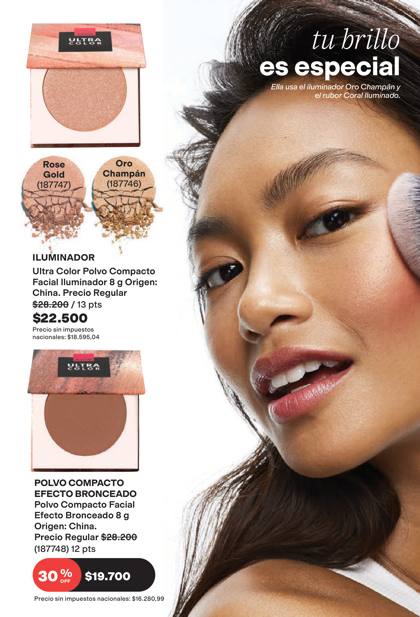 tu brillo
es especial
Ella usa el iluminador Oro Champán y
el rubor Coral Iluminado.
ULTRA
COLOR
Rose
Gold
(187747)
Oro
Champán
(187746)
ILUMINADOR
Ultra Color Polvo Compacto
Facial Iluminador 8 g Origen:
China. Precio Regular
$28.200 / 13 pts
$22.500
Precio sin impuestos
nacionales: $18.595,04
ULTRA
COLOR
POLVO COMPACTO
EFECTO BRONCEADO
Polvo Compacto Facial
Efecto Bronceado 8 g
Origen: China.
Precio Regular $28.200
(187748) 12 pts
30% OFF $19.700
Precio sin impuestos nacionales: $16.280,99